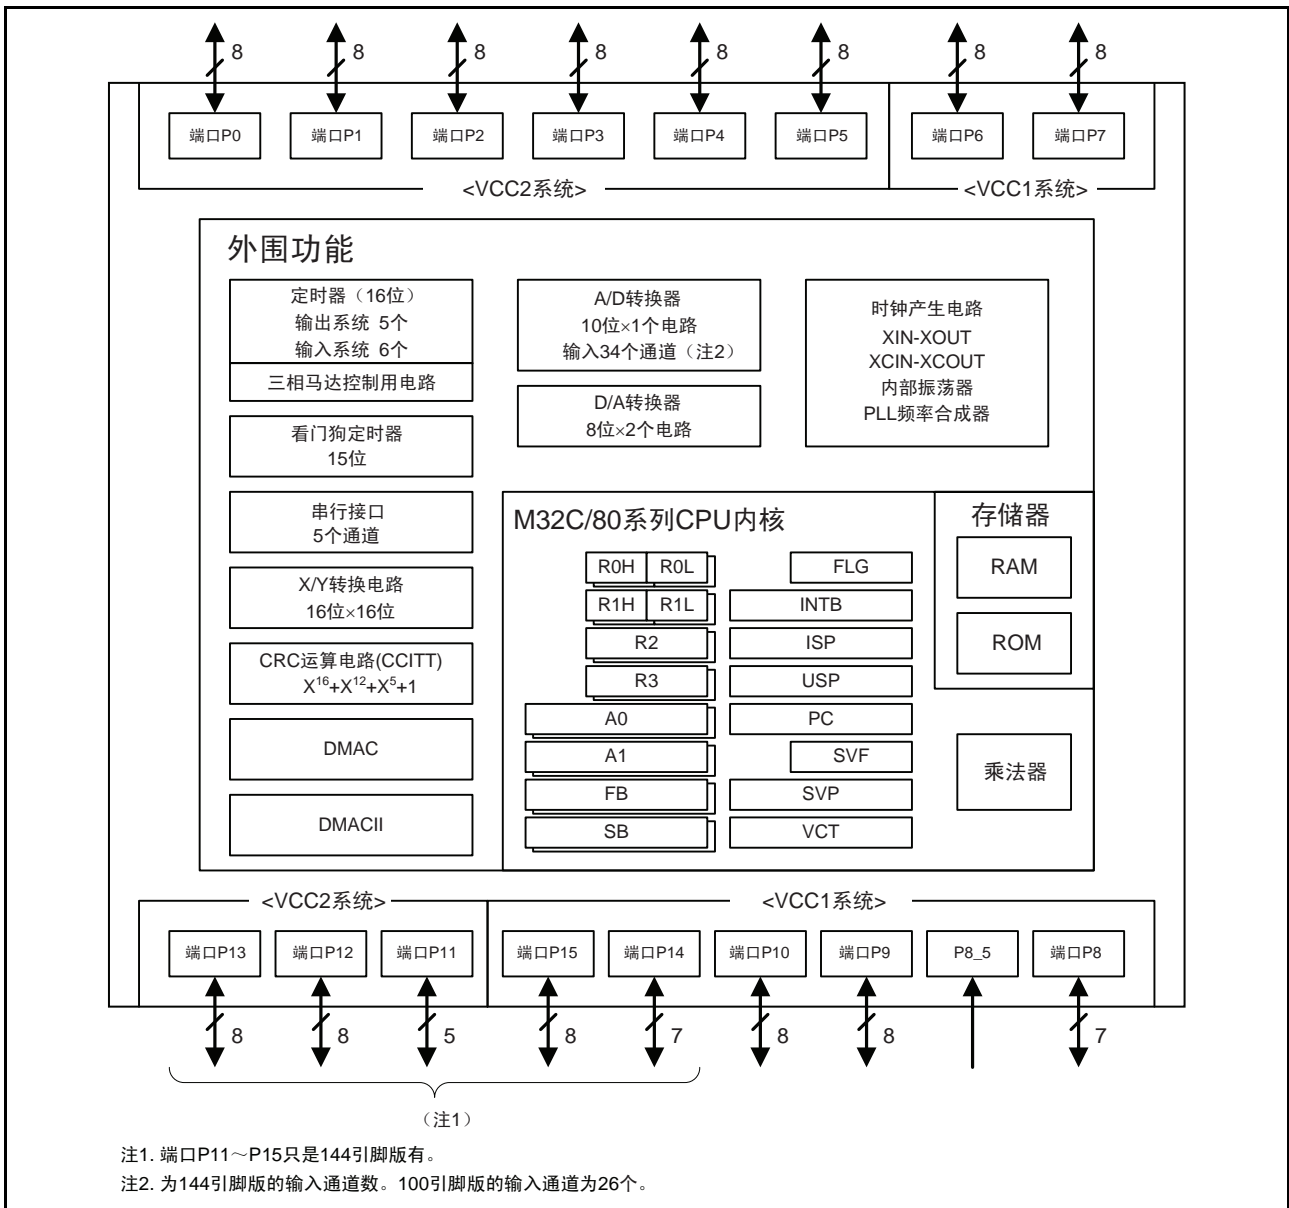 8 8 8 8 8 8 8 8
端口P0 端口P1 端口P2 端口P3 端口P4 端口P5 端口P6 端口P7
<VCC2系统> <VCC1系统>
外围功能
定时器（16位）
输出系统 5个
输入系统 6个
三相马达控制用电路
看门狗定时器
15位
串行接口
5个通道
X/Y转换电路
16位×16位
CRC运算电路(CCITT)
X16+X12+X5+1
DMAC
DMACII
A/D转换器
10位×1个电路
输入34个通道（注2）
D/A转换器
8位×2个电路
时钟产生电路
XIN-XOUT
XCIN-XCOUT
内部振荡器
PLL频率合成器
M32C/80系列CPU内核
R0H R0L
R1H R1L
R2
R3
A0
A1
FB
SB
FLG
INTB
ISP
USP
PC
SVF
SVP
VCT
存储器
RAM
ROM
乘法器
<VCC2系统> <VCC1系统>
端口P13 端口P12 端口P11 端口P15 端口P14 端口P10 端口P9 P8_5 端口P8
8 8 5 8 7 8 8 7
（注1）
注1. 端口P11～P15只是144引脚版有。
注2. 为144引脚版的输入通道数。100引脚版的输入通道为26个。